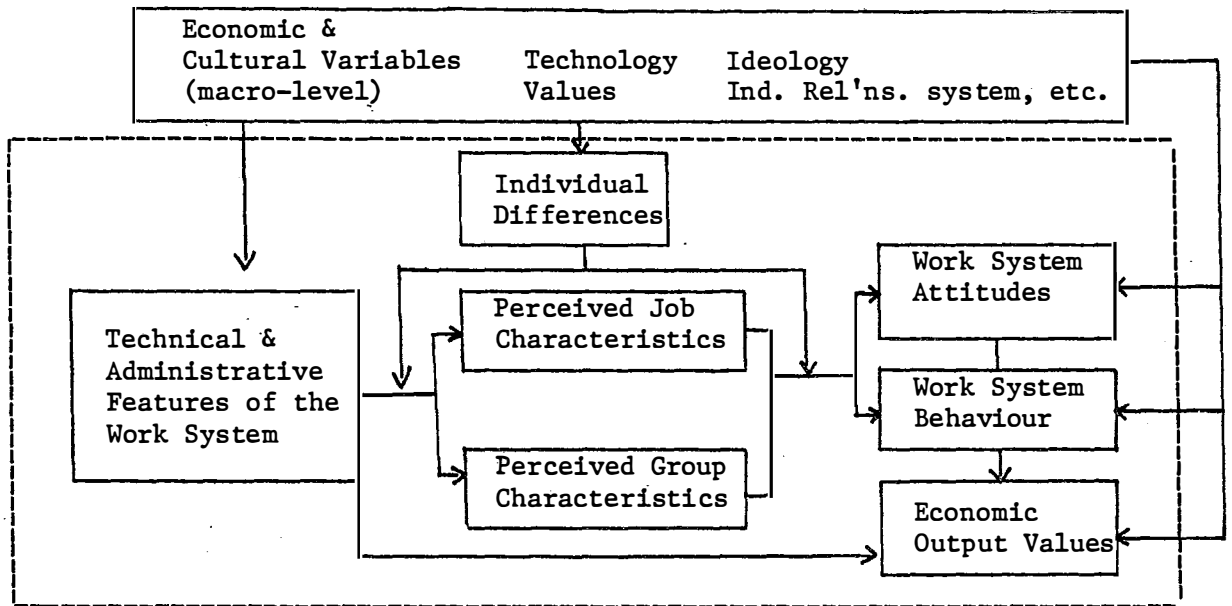 Economic &
Cultural Variables Technology Ideology
(macro-level) Values Ind. Rel'ns. system, etc.
Individual
Differences
Technical &
Administrative
Features of the
Work System
Perceived Job
Characteristics
Perceived Group
Characteristics
Work System
Attitudes
Work System
Behaviour
Economic
Output Values